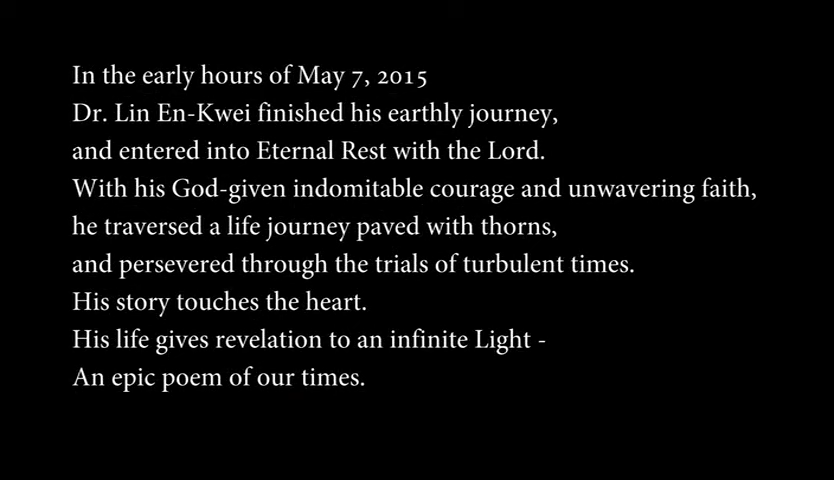 In the early hours of May 7, 2015
Dr. Lin En-Kwei finished his earthly journey,
and entered into Eternal Rest with the Lord.
With his God-given indomitable courage and unwavering faith,
he traversed a life journey paved with thorns,
and persevered through the trials of turbulent times.
His story touches the heart.
His life gives revelation to an infinite Light -
An epic poem of our times.